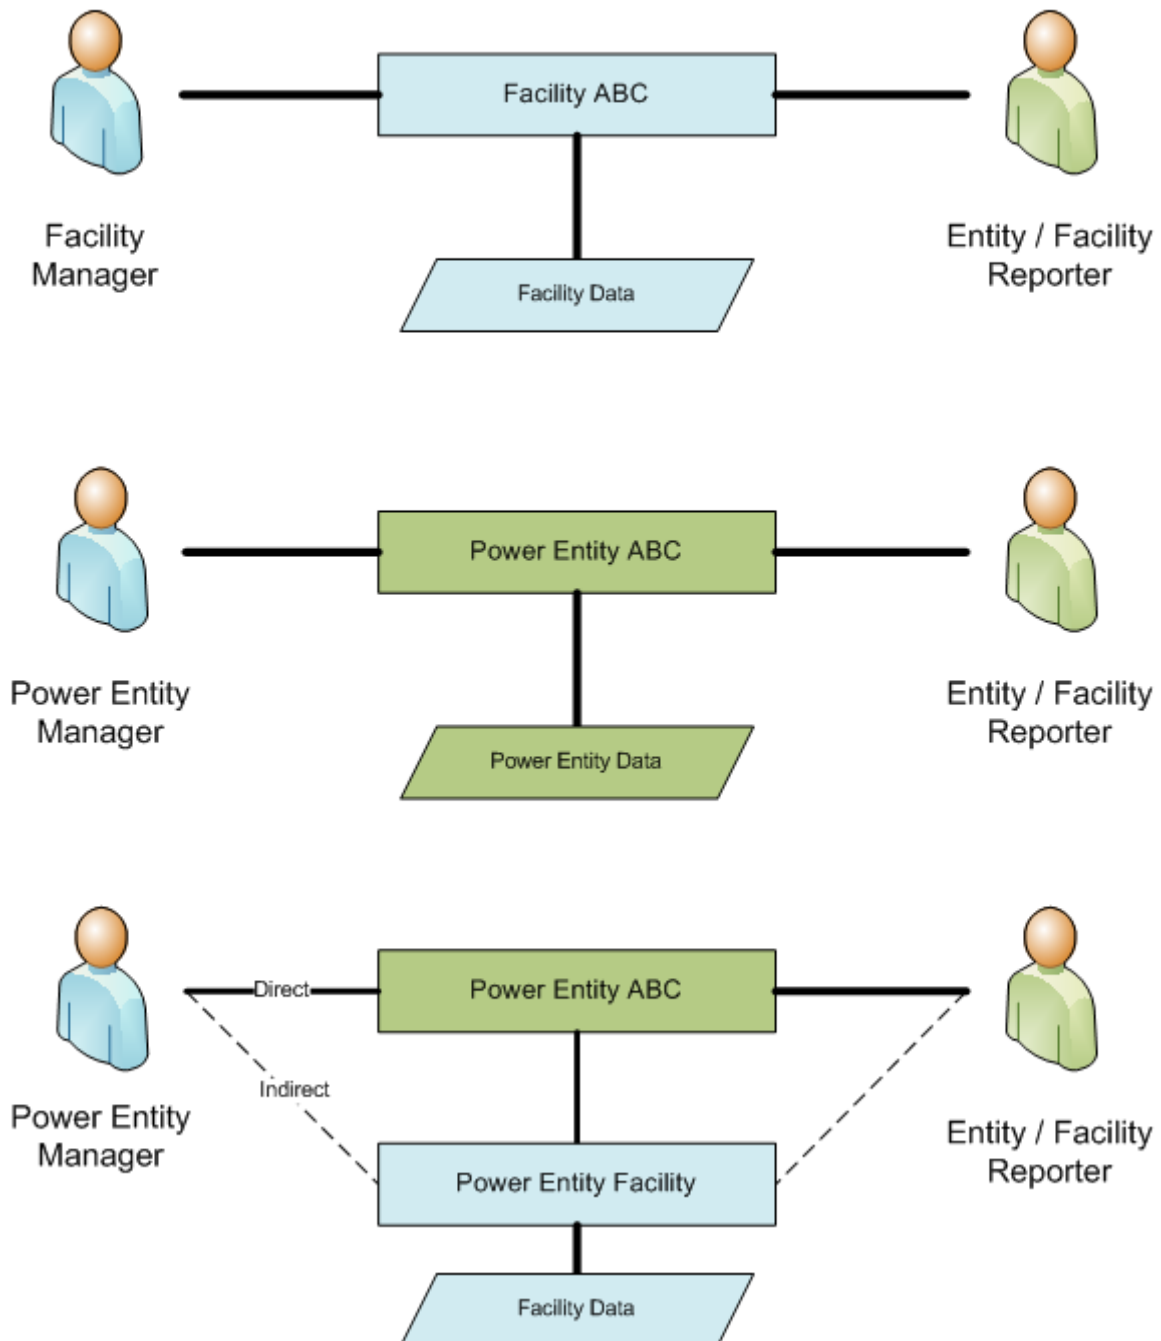 Facility ABC
Facility
Manager
Entity / Facility
Reporter
Facility Data
Power Entity ABC
Power Entity
Manager
Entity / Facility
Reporter
Power Entity Data
Direct
Power Entity ABC
Indirect
Power Entity
Manager
Entity / Facility
Reporter
Power Entity Facility
Facility Data